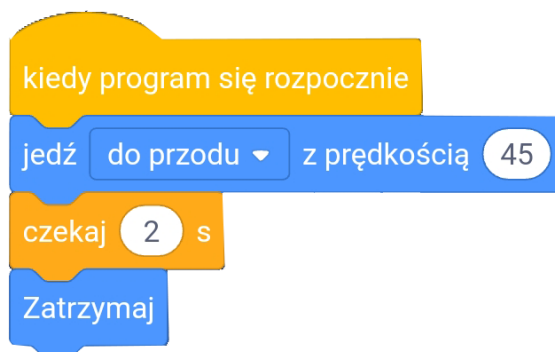 kiedy program się rozpocznie
jedź do przodu z prędkością 45
czekaj 2 s
Zatrzymaj